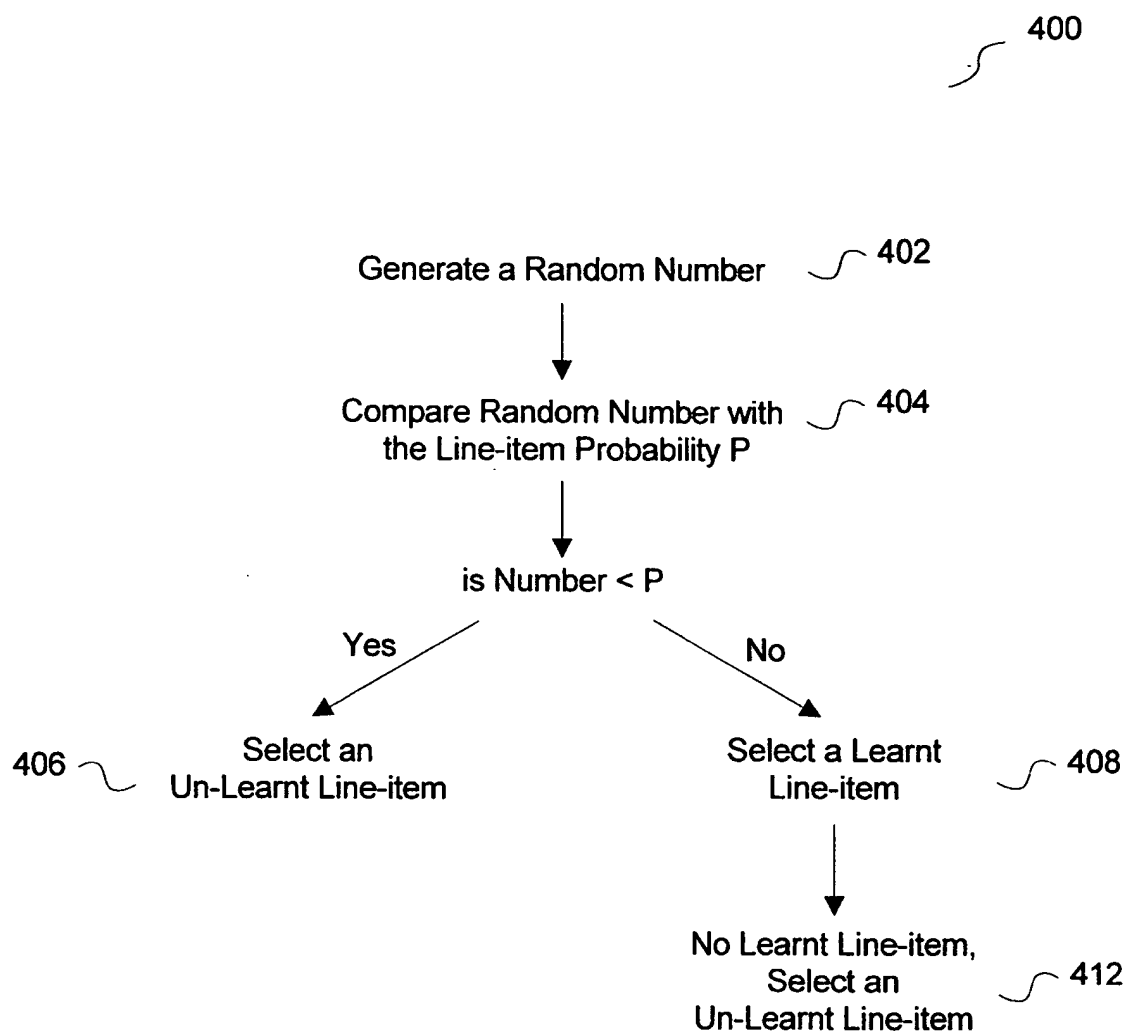 400
Generate a Random Number
402
Compare Random Number with
the Line-item Probability P
404
is Number < P
Yes
No
406
Select an
Un-Learnt Line-item
Select a Learnt
Line-item
408
No Learnt Line-item,
Select an
Un-Learnt Line-item
412